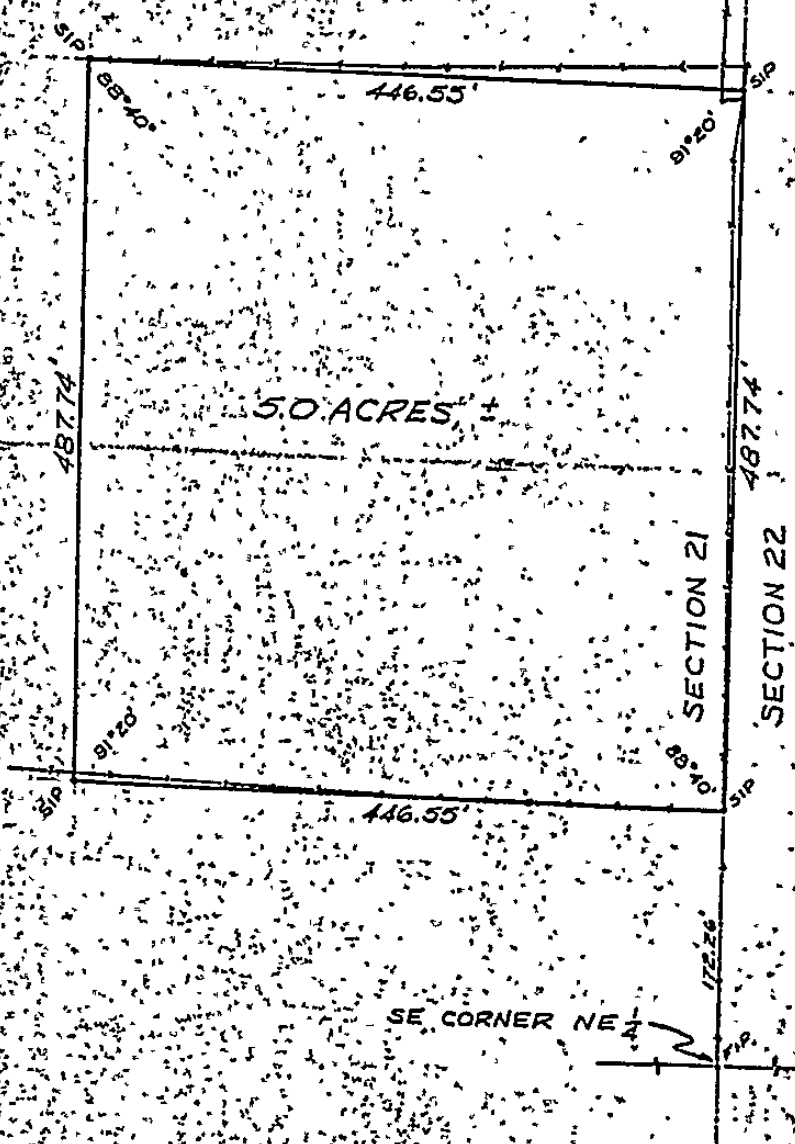 SIP
SIP
446.55'
88°40'
91°20'
5.0 ACRES ±
487.74'
487.74'
SECTION 21
SECTION 22
91°20'
88°40'
SIP
SIP
446.55'
172.26'
SE CORNER NE ¼
F.I.P.